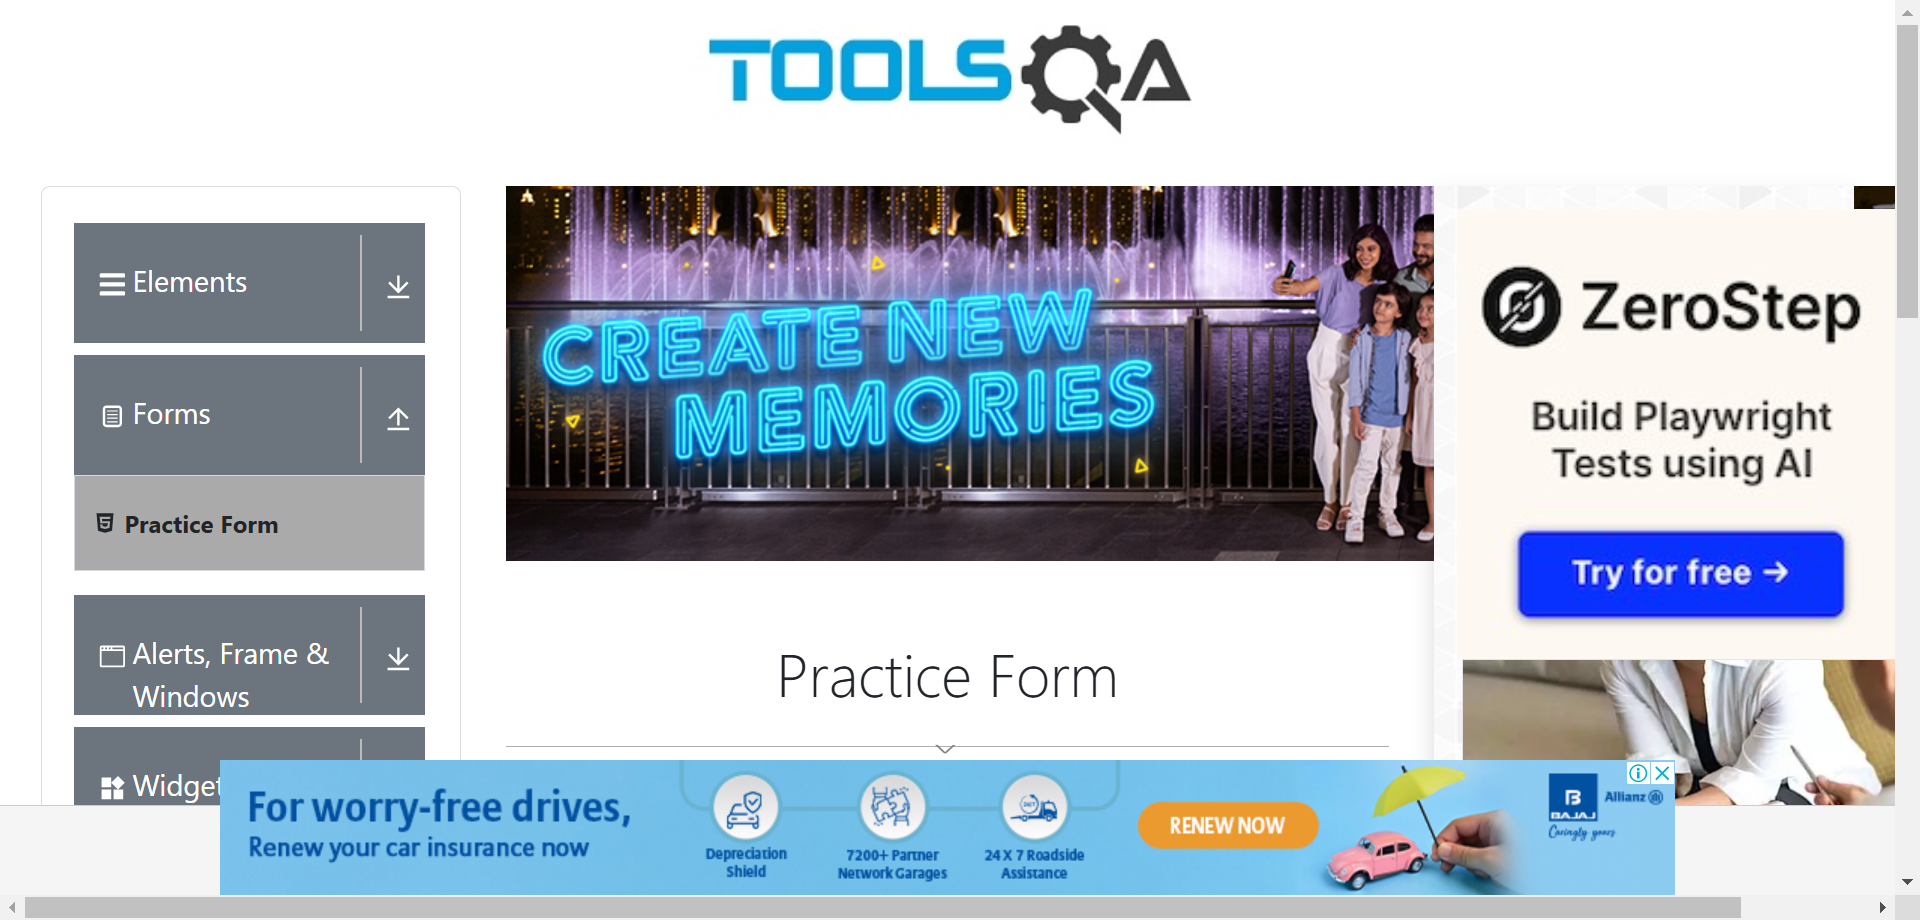 TOOLSQA
Elements
Forms
Practice Form
Alerts, Frame &
Windows
Widget
CREATE NEW
MEMORIES
Practice Form
ZeroStep
Build Playwright
Tests using AI
Try for free →
For worry-free drives,
Renew your car insurance now
Depreciation
Shield
7200+ Partner
Network Garages
24 X 7 Roadside
Assistance
RENEW NOW
B
BAJAJ
Allianz
Caringly yours